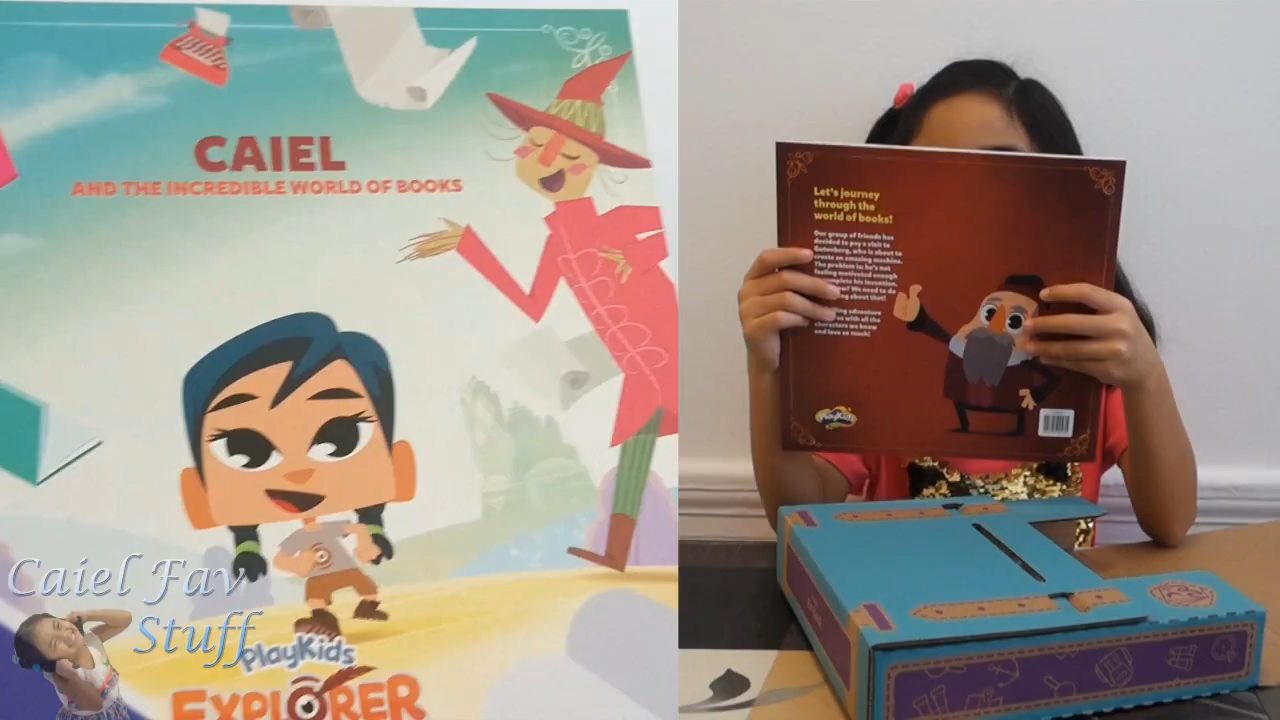 CAIEL
AND THE INCREDIBLE WORLD OF BOOKS
Caiel Fav
Stuff
PlayKids
EXPLORER
Let's journey
through the
world of books!
Our group of friends has
decided to pay a visit to
Gutenberg, who is about to
create an amazing machine.
The problem is: he's not
feeling motivated enough
complete his invention.
now? We need to do
about that!
adventure
with all the
characters we know
and love so much!
PlayKids